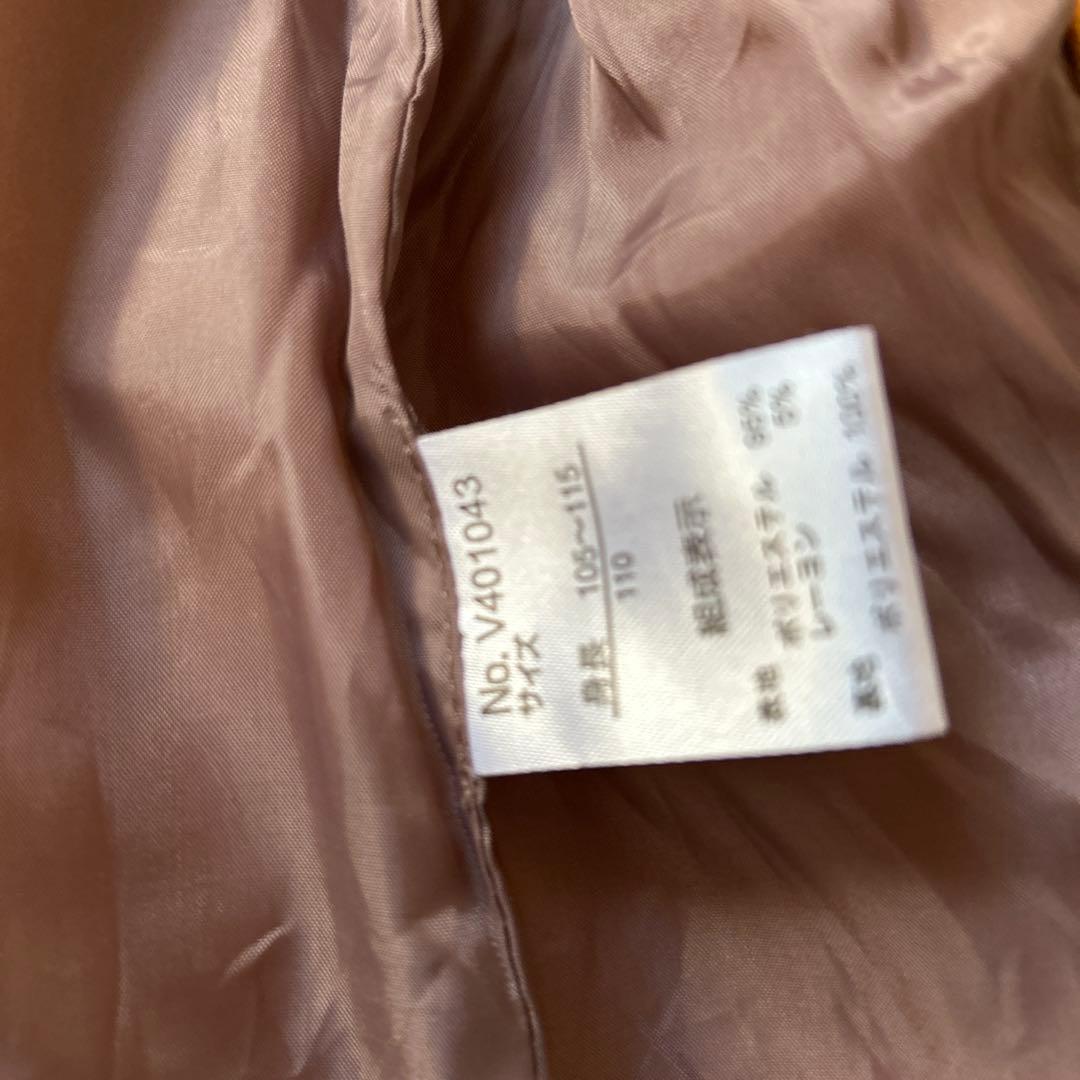 No. V401043
サイズ
身長 105〜115
110
組成表示
表地 ポリエステル 95%
レーヨン 5%
裏地 ポリエステル 100%